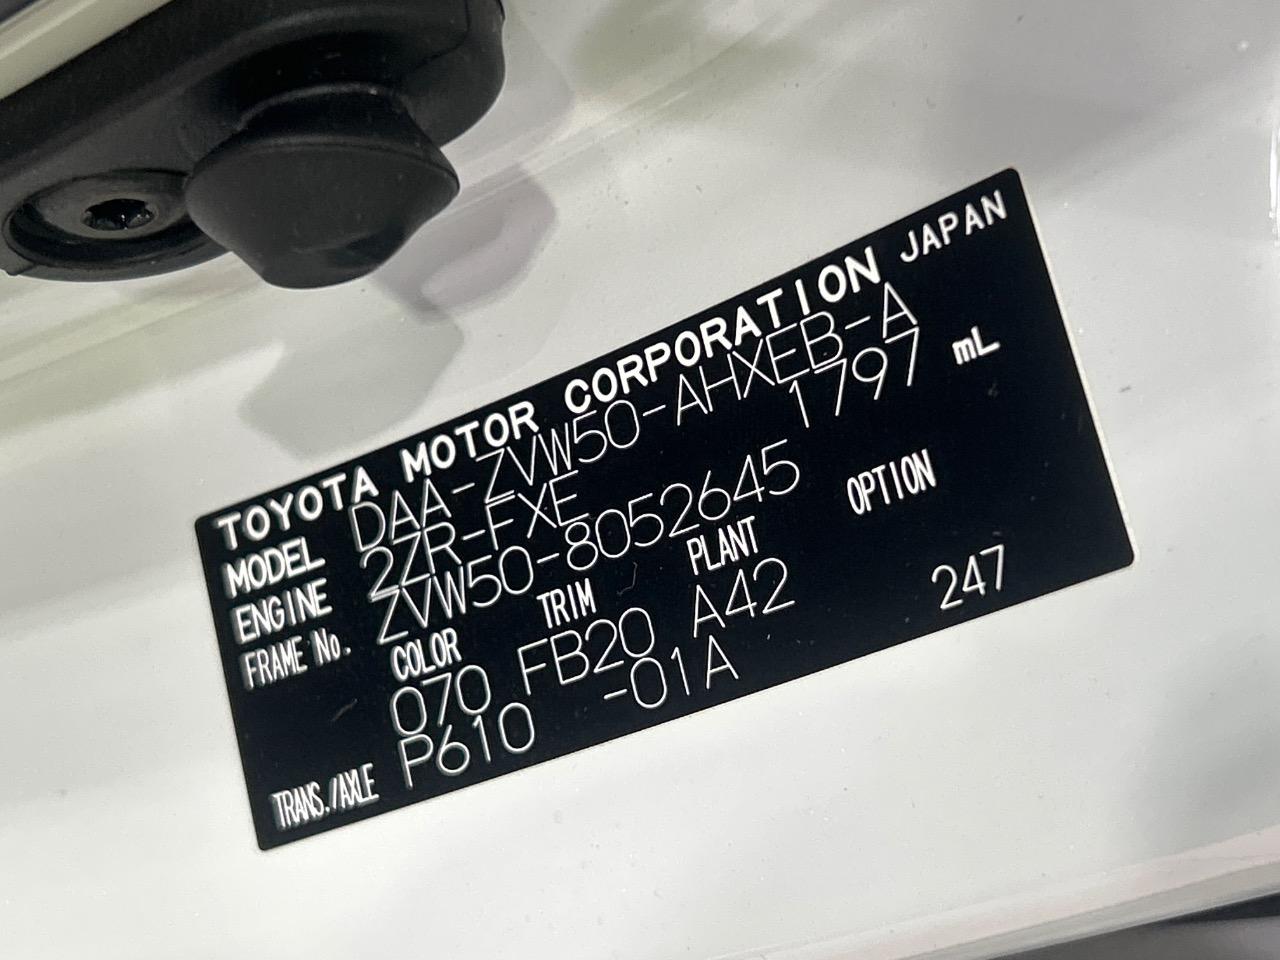 TOYOTA MOTOR CORPORATION JAPAN
MODEL DAA-ZVW50-AHXEB-A
ENGINE 2ZR-FXE 1797 mL
FRAME No. ZVW50-8052645
COLOR TRIM PLANT OPTION
070 FB20 A42 247
TRANS./AXLE P610 -01A